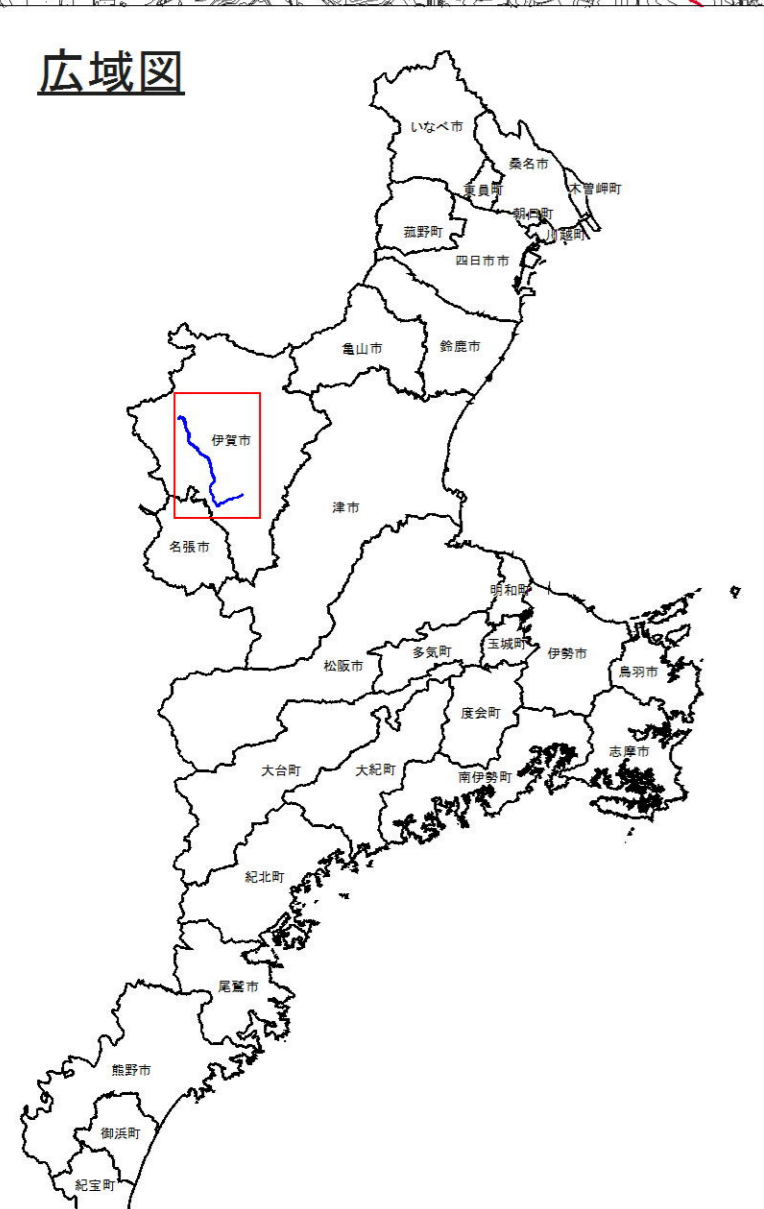 広域図
いなべ市
桑名市
東員町
木曽岬町
朝日町
川越町
菰野町
四日市市
亀山市
鈴鹿市
伊賀市
津市
名張市
明和町
玉城町
多気町
伊勢市
松阪市
鳥羽市
度会町
志摩市
大台町
大紀町
南伊勢町
紀北町
尾鷲市
熊野市
御浜町
紀宝町